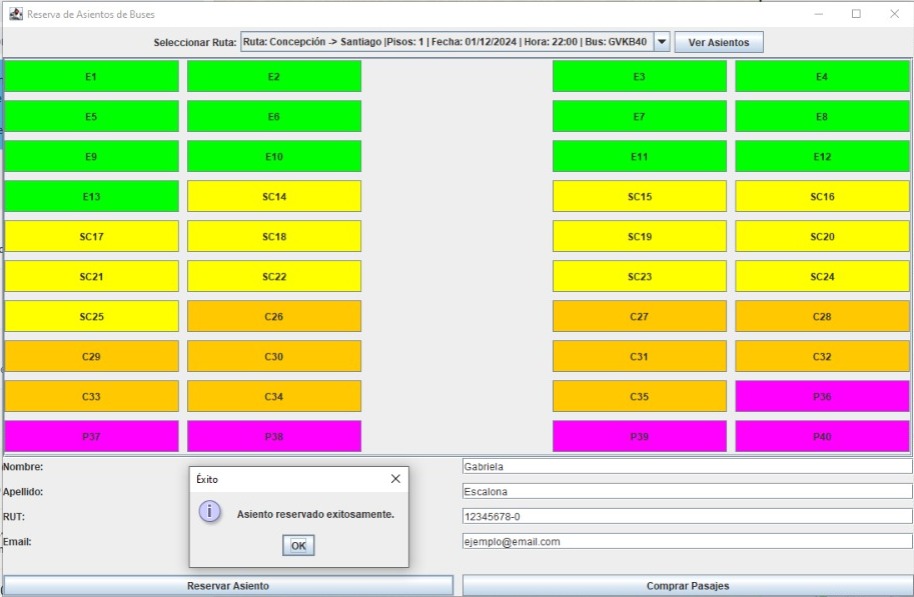 Reserva de Asientos de Buses
Seleccionar Ruta: Ruta: Concepción -> Santiago |Pisos: 1 | Fecha: 01/12/2024 | Hora: 22:00 | Bus: GVKB40 Ver Asientos
E1 E2 E3 E4
E5 E6 E7 E8
E9 E10 E11 E12
E13 SC14 SC15 SC16
SC17 SC18 SC19 SC20
SC21 SC22 SC23 SC24
SC25 C26 C27 C28
C29 C30 C31 C32
C33 C34 C35 P36
P37 P38 P39 P40
Nombre: Gabriela
Apellido: Escalona
RUT: 12345678-0
Email: ejemplo@email.com
Éxito
Asiento reservado exitosamente.
OK
Reservar Asiento Comprar Pasajes